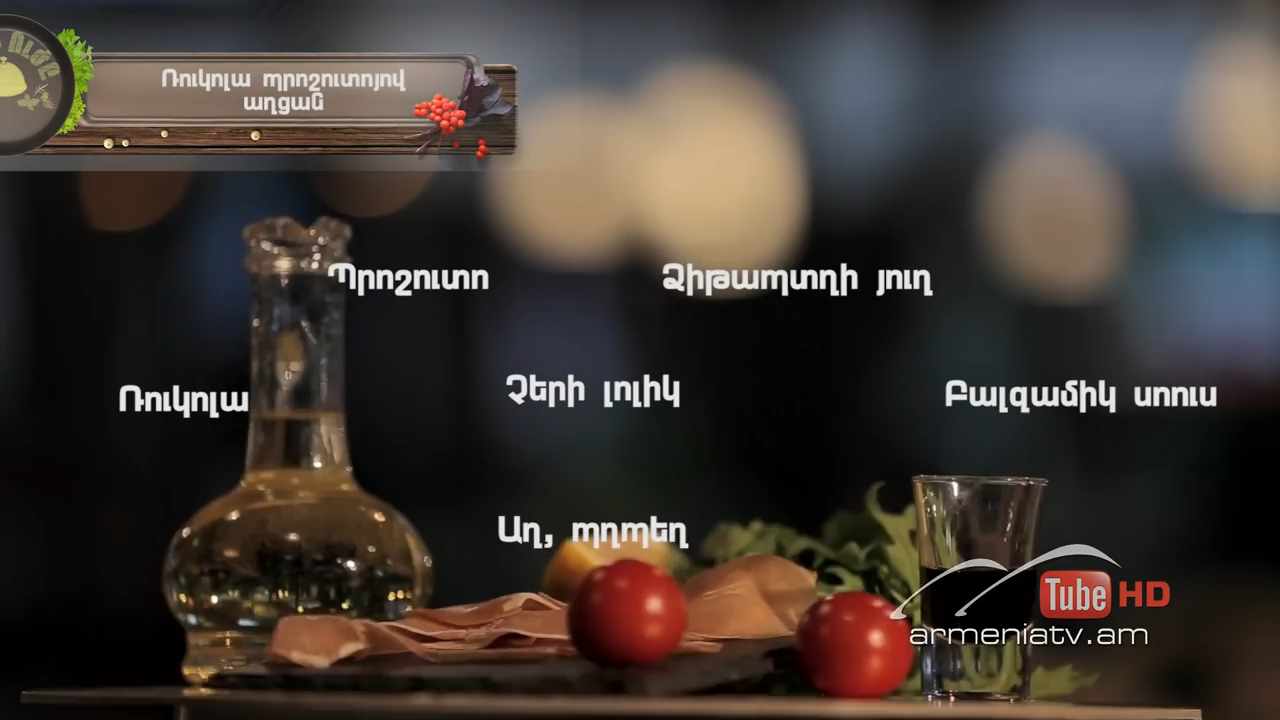 Ռուկոլա պրոշուտոյով
աղցան
Պրոշուտո
Ձիթապտղի յուղ
Ռուկոլա
Չերի լոլիկ
Բալզամիկ սոուս
Աղ, պղպեղ
Tube HD
armeniatv.am